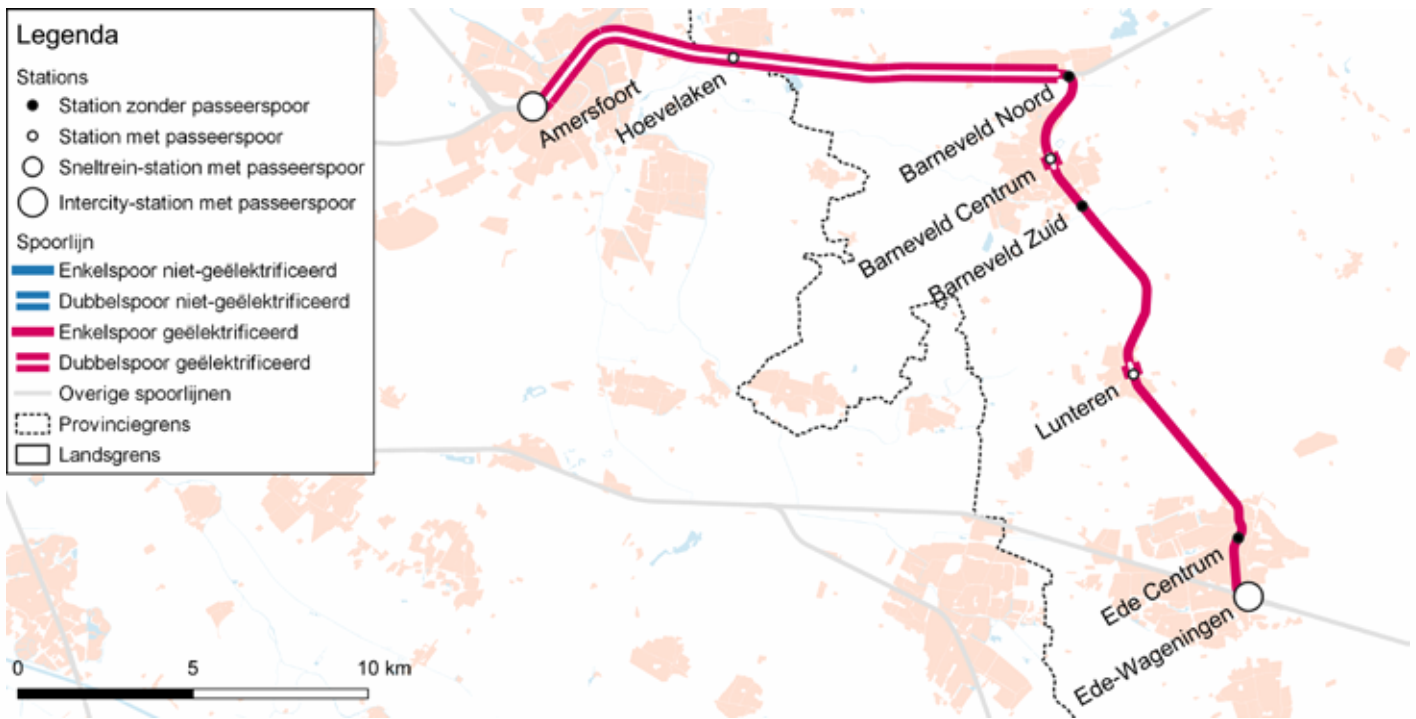 Legenda
Stations
Station zonder passeerspoor
Station met passeerspoor
Sneltrein-station met passeerspoor
Intercity-station met passeerspoor
Spoorlijn
Enkelspoor niet-geëlektrificeerd
Dubbelspoor niet-geëlektrificeerd
Enkelspoor geëlektrificeerd
Dubbelspoor geëlektrificeerd
Overige spoorlijnen
Provinciegrens
Landsgrens
Amersfoort
Hoevelaken
Barneveld Noord
Barneveld Centrum
Barneveld Zuid
Lunteren
Ede Centrum
Ede-Wageningen
0 5 10 km